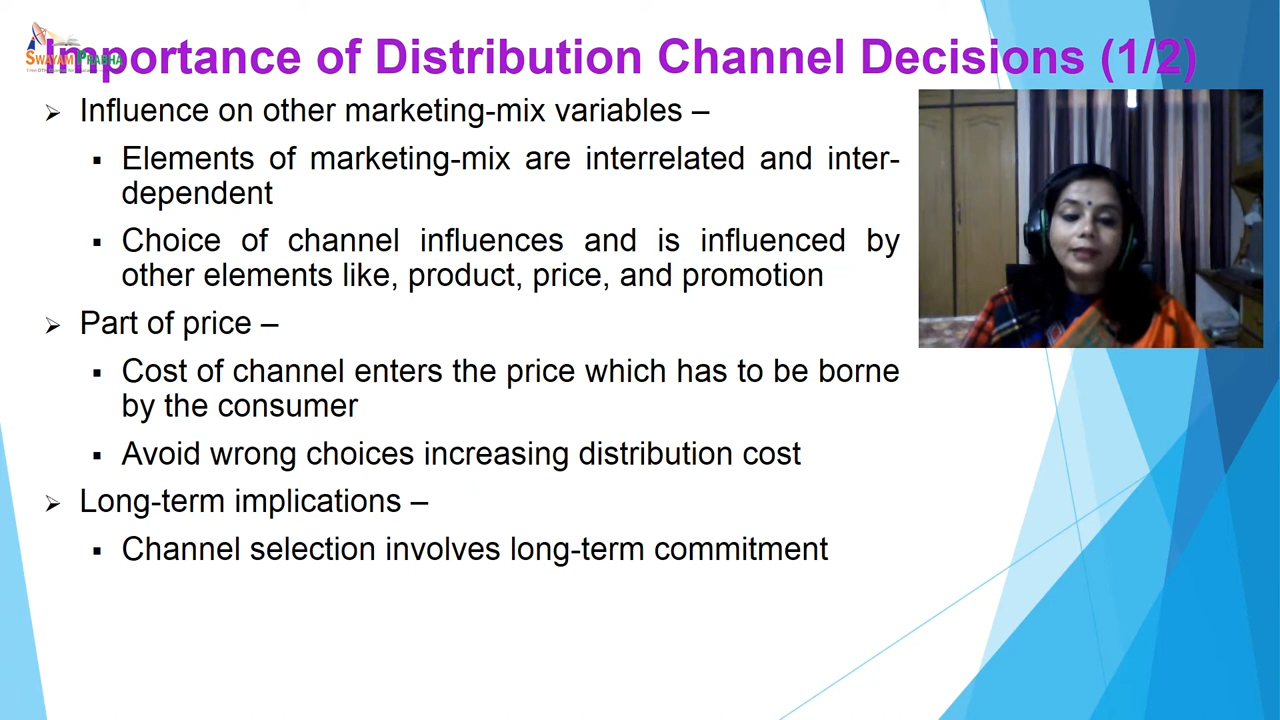 Importance of Distribution Channel Decisions (1/2)
SWAYAM PRABHA
➢ Influence on other marketing-mix variables –
▪ Elements of marketing-mix are interrelated and inter-
dependent
▪ Choice of channel influences and is influenced by
other elements like, product, price, and promotion
➢ Part of price –
▪ Cost of channel enters the price which has to be borne
by the consumer
▪ Avoid wrong choices increasing distribution cost
➢ Long-term implications –
▪ Channel selection involves long-term commitment